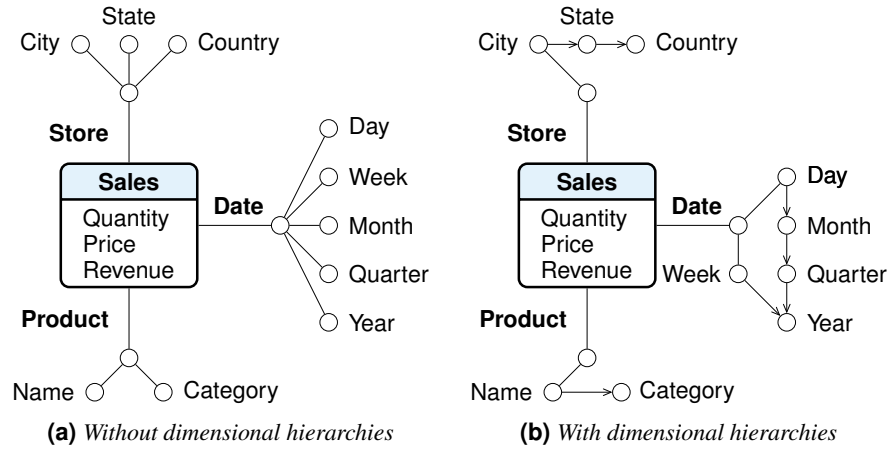 State
City
Country
Store
Sales
Quantity
Price
Revenue
Date
Day
Week
Month
Quarter
Year
Product
Name
Category
(a) Without dimensional hierarchies
State
City
Country
Store
Sales
Quantity
Price
Revenue
Date
Day
Month
Week
Quarter
Year
Product
Name
Category
(b) With dimensional hierarchies